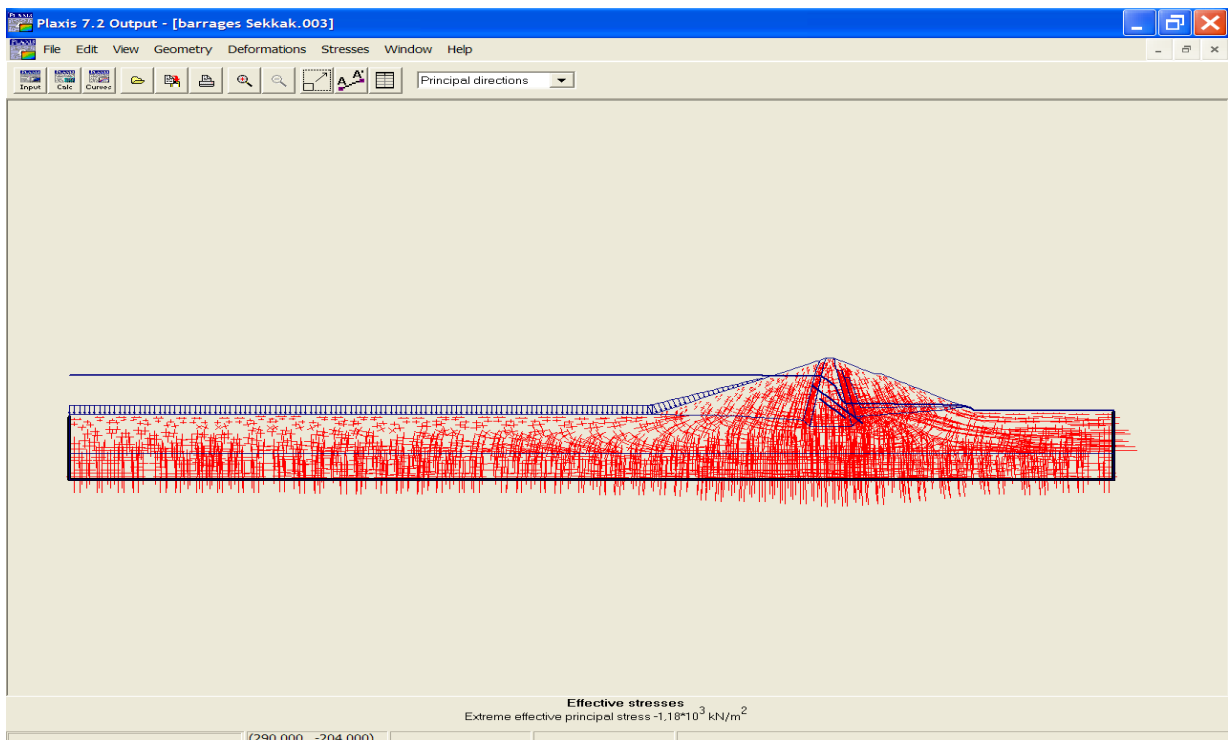 Plaxis 7.2 Output - [barrages Sekkak.003]
File Edit View Geometry Deformations Stresses Window Help
Input Calc Curves Principal directions
Effective stresses
Extreme effective principal stress -1,18*10³ kN/m²
(290.000 , -204.000)